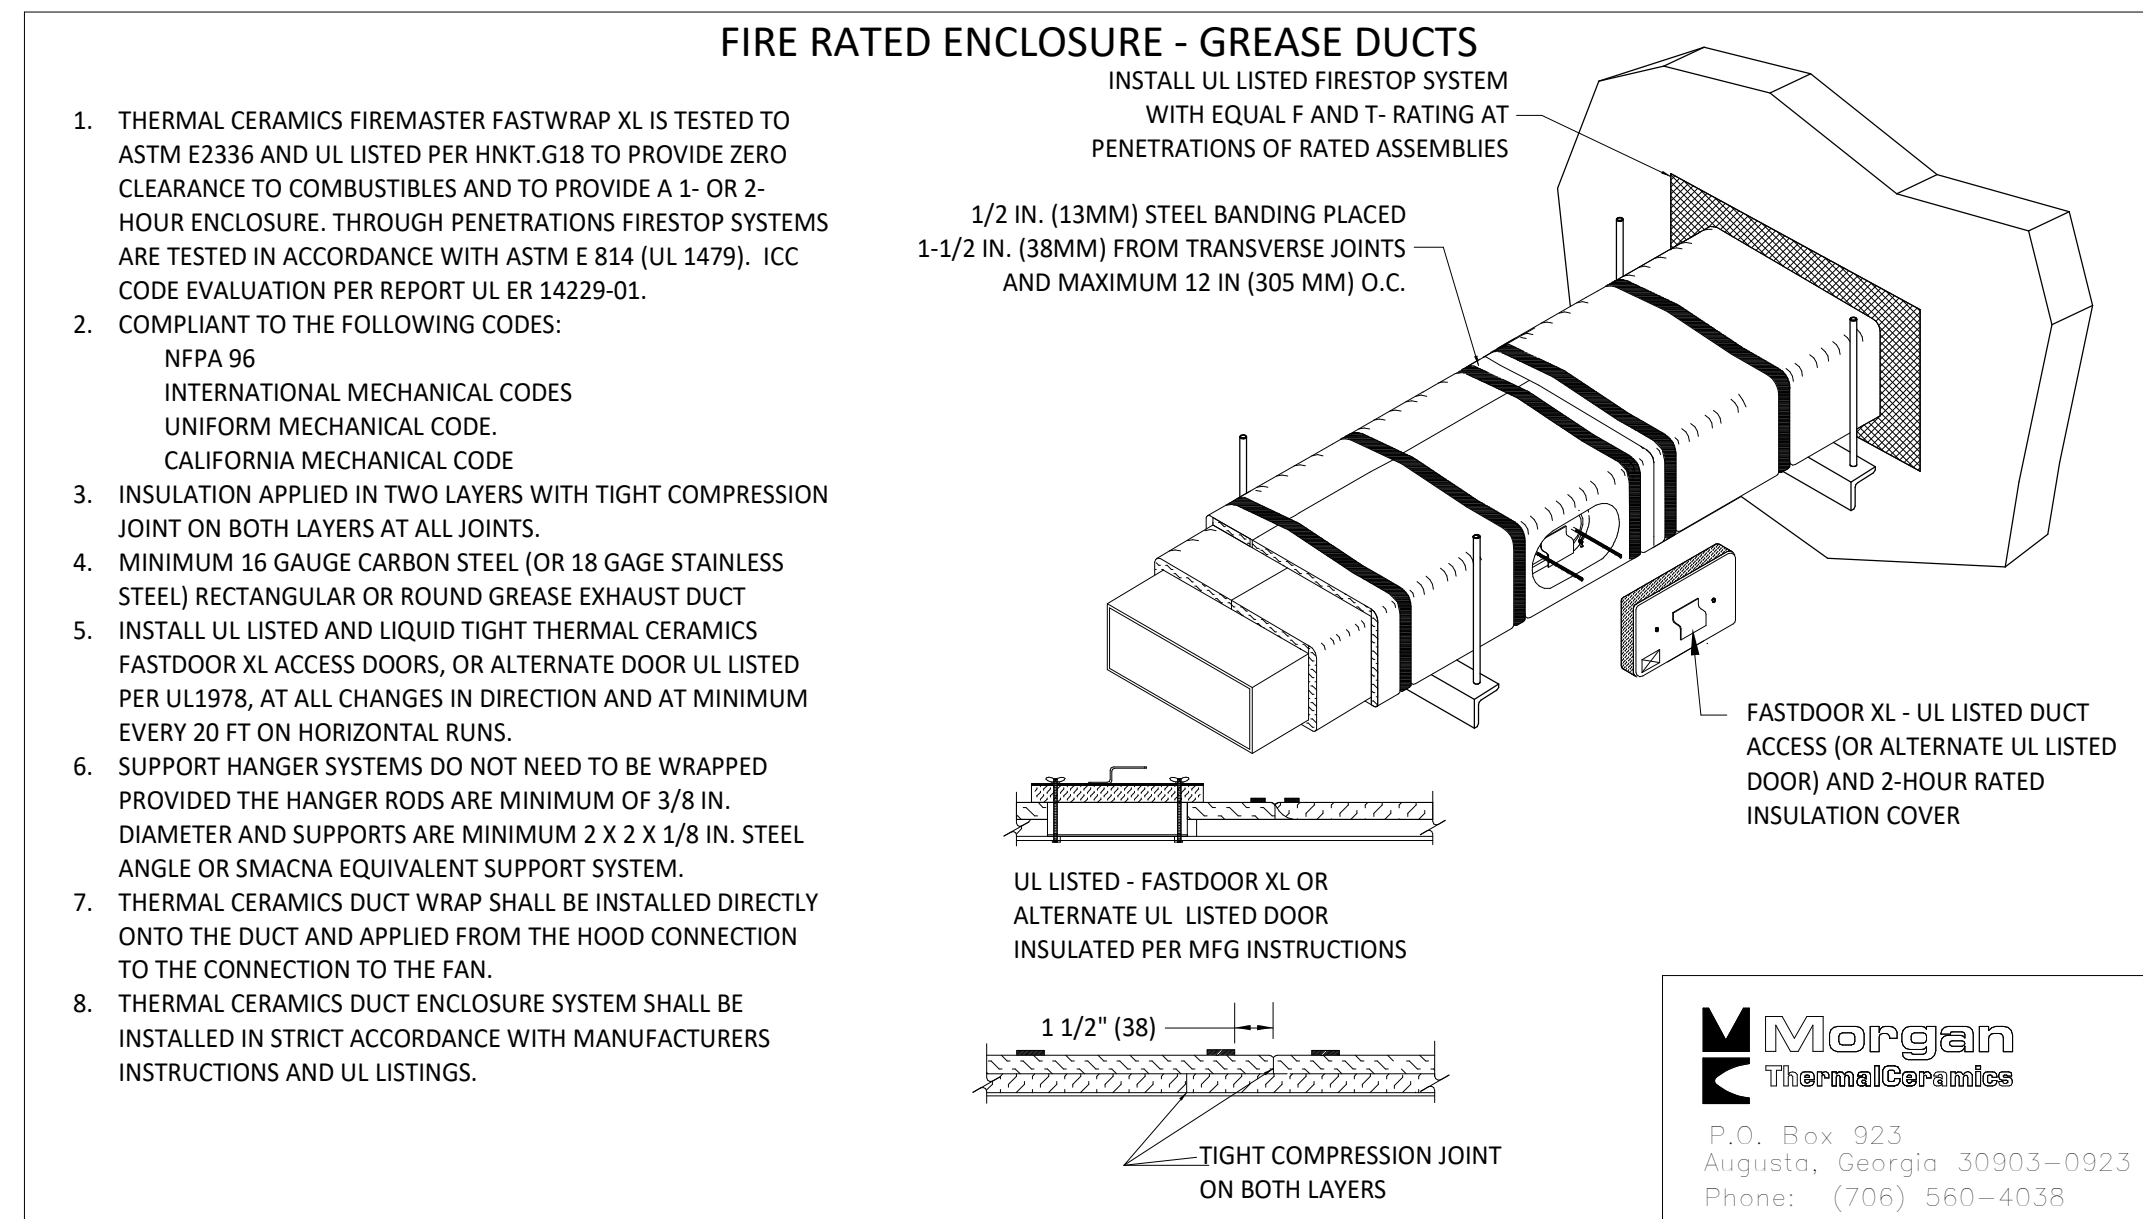 FIRE RATED ENCLOSURE - GREASE DUCTS
1. THERMAL CERAMICS FIREMASTER FASTWRAP XL IS TESTED TO
ASTM E2336 AND UL LISTED PER HNKT.G18 TO PROVIDE ZERO
CLEARANCE TO COMBUSTIBLES AND TO PROVIDE A 1- OR 2-
HOUR ENCLOSURE. THROUGH PENETRATIONS FIRESTOP SYSTEMS
ARE TESTED IN ACCORDANCE WITH ASTM E 814 (UL 1479).  ICC
CODE EVALUATION PER REPORT UL ER 14229-01.
2. COMPLIANT TO THE FOLLOWING CODES:
NFPA 96
INTERNATIONAL MECHANICAL CODES
UNIFORM MECHANICAL CODE.
CALIFORNIA MECHANICAL CODE
3. INSULATION APPLIED IN TWO LAYERS WITH TIGHT COMPRESSION
JOINT ON BOTH LAYERS AT ALL JOINTS.
4. MINIMUM 16 GAUGE CARBON STEEL (OR 18 GAGE STAINLESS
STEEL) RECTANGULAR OR ROUND GREASE EXHAUST DUCT
5. INSTALL UL LISTED AND LIQUID TIGHT THERMAL CERAMICS
FASTDOOR XL ACCESS DOORS, OR ALTERNATE DOOR UL LISTED
PER UL1978, AT ALL CHANGES IN DIRECTION AND AT MINIMUM
EVERY 20 FT ON HORIZONTAL RUNS.
6. SUPPORT HANGER SYSTEMS DO NOT NEED TO BE WRAPPED
PROVIDED THE HANGER RODS ARE MINIMUM OF 3/8 IN.
DIAMETER AND SUPPORTS ARE MINIMUM 2 X 2 X 1/8 IN. STEEL
ANGLE OR SMACNA EQUIVALENT SUPPORT SYSTEM.
7. THERMAL CERAMICS DUCT WRAP SHALL BE INSTALLED DIRECTLY
ONTO THE DUCT AND APPLIED FROM THE HOOD CONNECTION
TO THE CONNECTION TO THE FAN.
8. THERMAL CERAMICS DUCT ENCLOSURE SYSTEM SHALL BE
INSTALLED IN STRICT ACCORDANCE WITH MANUFACTURERS
INSTRUCTIONS AND UL LISTINGS.
INSTALL UL LISTED FIRESTOP SYSTEM
WITH EQUAL F AND T- RATING AT
PENETRATIONS OF RATED ASSEMBLIES
1/2 IN. (13MM) STEEL BANDING PLACED
1-1/2 IN. (38MM) FROM TRANSVERSE JOINTS
AND MAXIMUM 12 IN (305 MM) O.C.
FASTDOOR XL - UL LISTED DUCT
ACCESS (OR ALTERNATE UL LISTED
DOOR) AND 2-HOUR RATED
INSULATION COVER
UL LISTED - FASTDOOR XL OR
ALTERNATE UL  LISTED DOOR
INSULATED PER MFG INSTRUCTIONS
1 1/2" (38)
TIGHT COMPRESSION JOINT
ON BOTH LAYERS
Morgan
ThermalCeramics
P.O. Box 923
Augusta, Georgia 30903-0923
Phone: (706) 560-4038